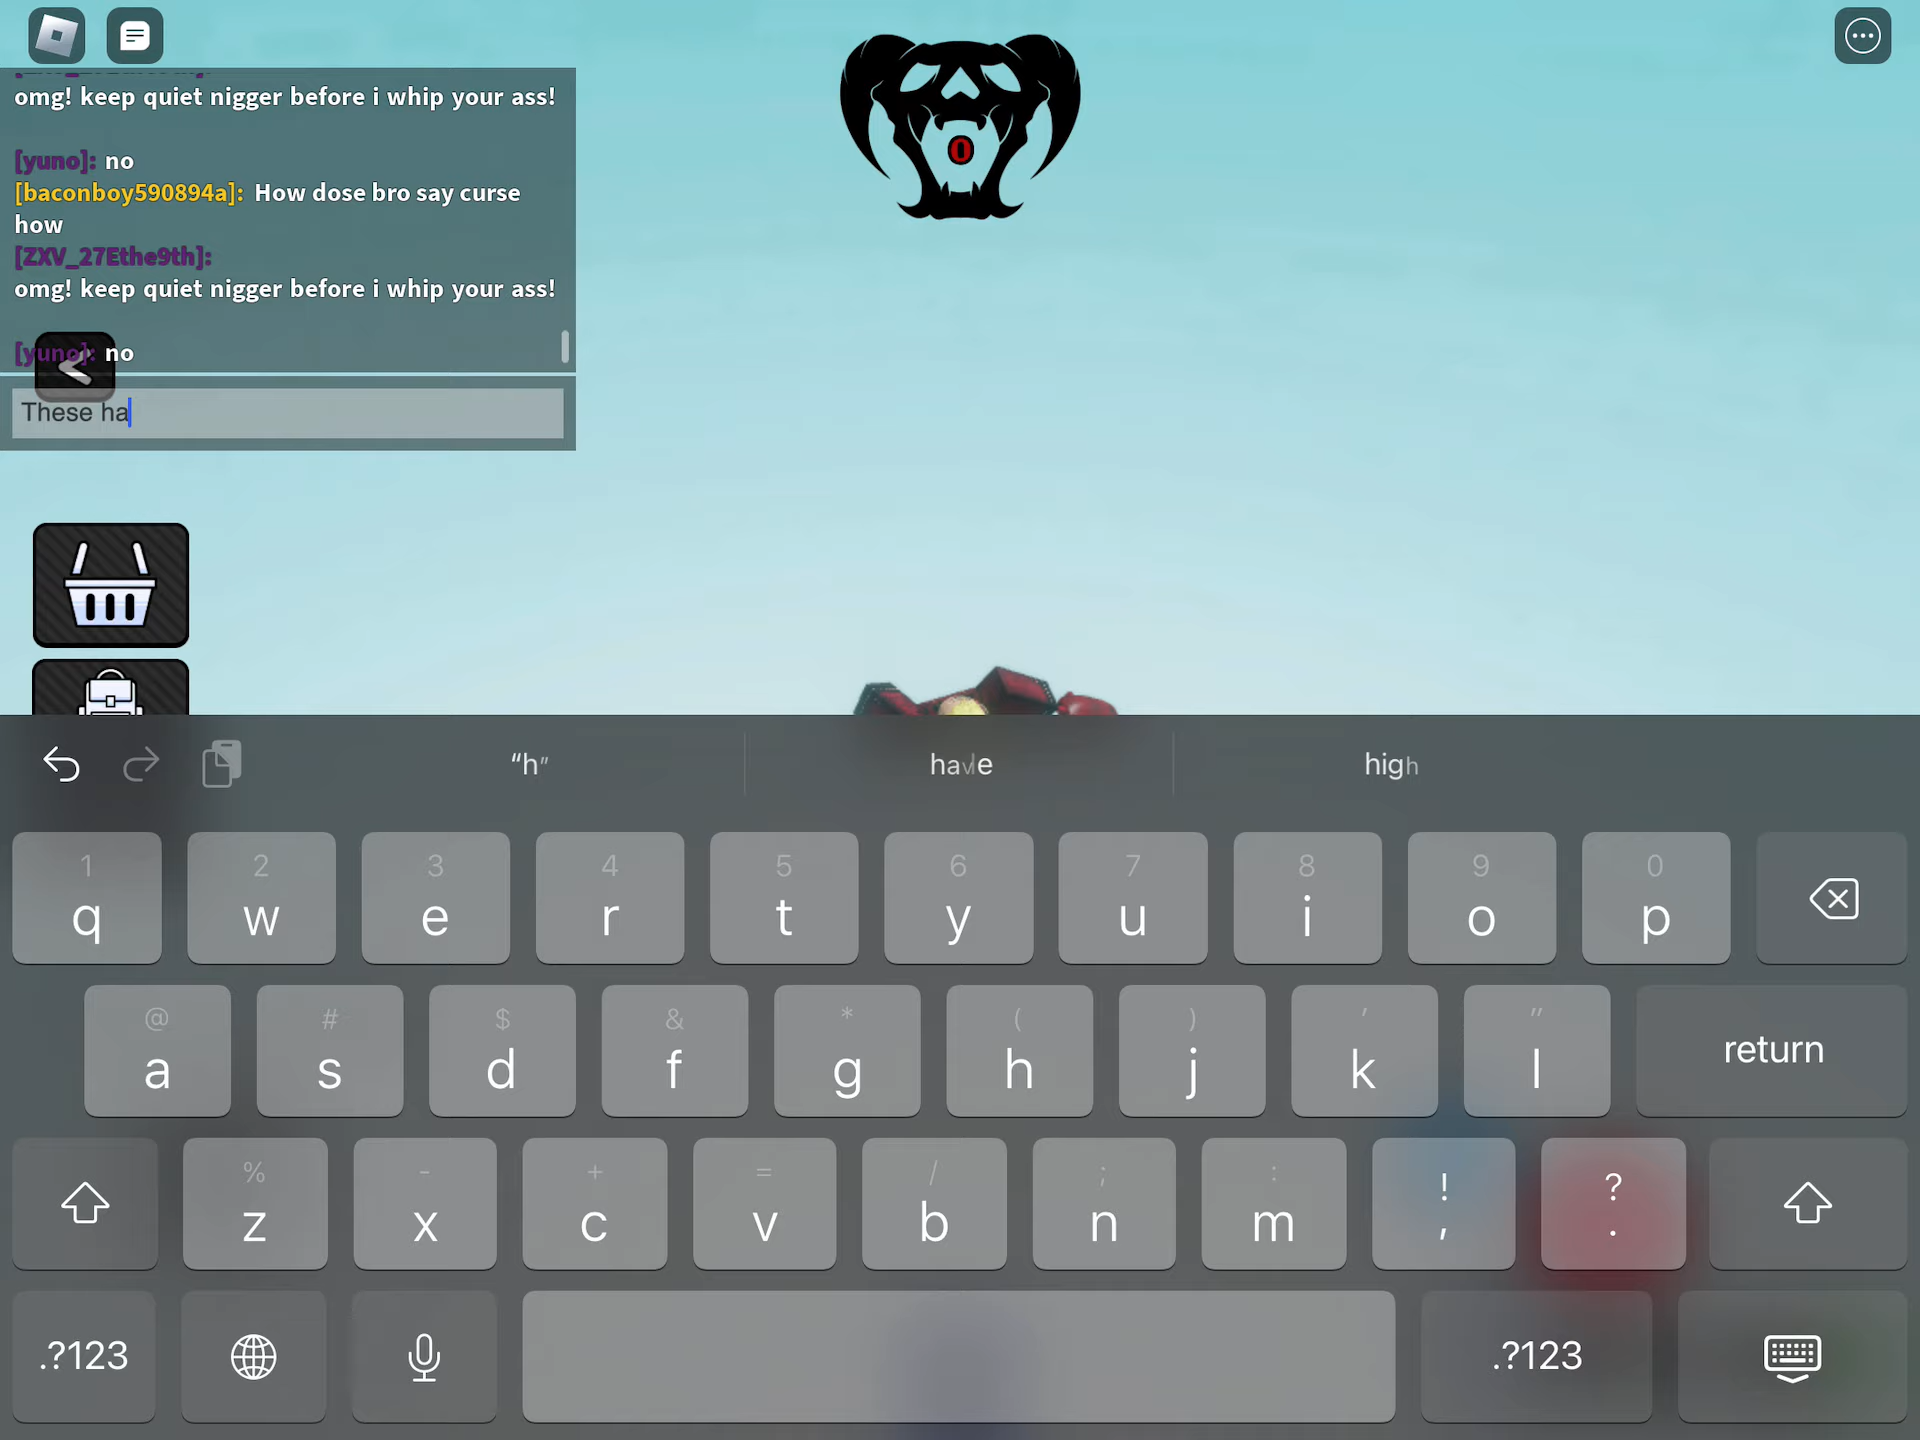 omg! keep quiet nigger before i whip your ass!
[yuno]: no
[baconboy590894a]: How dose bro say curse
how
[ZXV_27Ethe9th]:
omg! keep quiet nigger before i whip your ass!
[yuno]: no
These ha
0
"h" have high
1 2 3 4 5 6 7 8 9 0
q w e r t y u i o p
@ # $ & * ( ) ' "
a s d f g h j k l return
% - + = / ; : ! ?
z x c v b n m , .
.?123 .?123